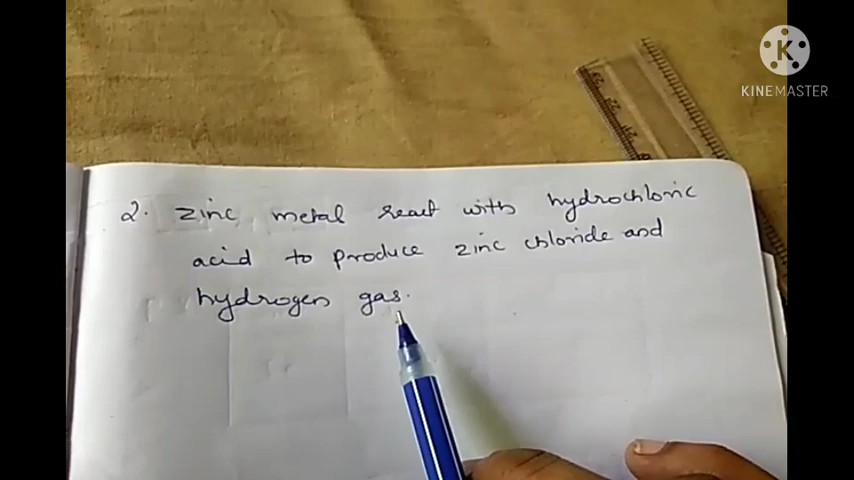 KINEMASTER
2. zinc metal react with hydrochloric
acid to produce zinc chloride and
hydrogen gas.